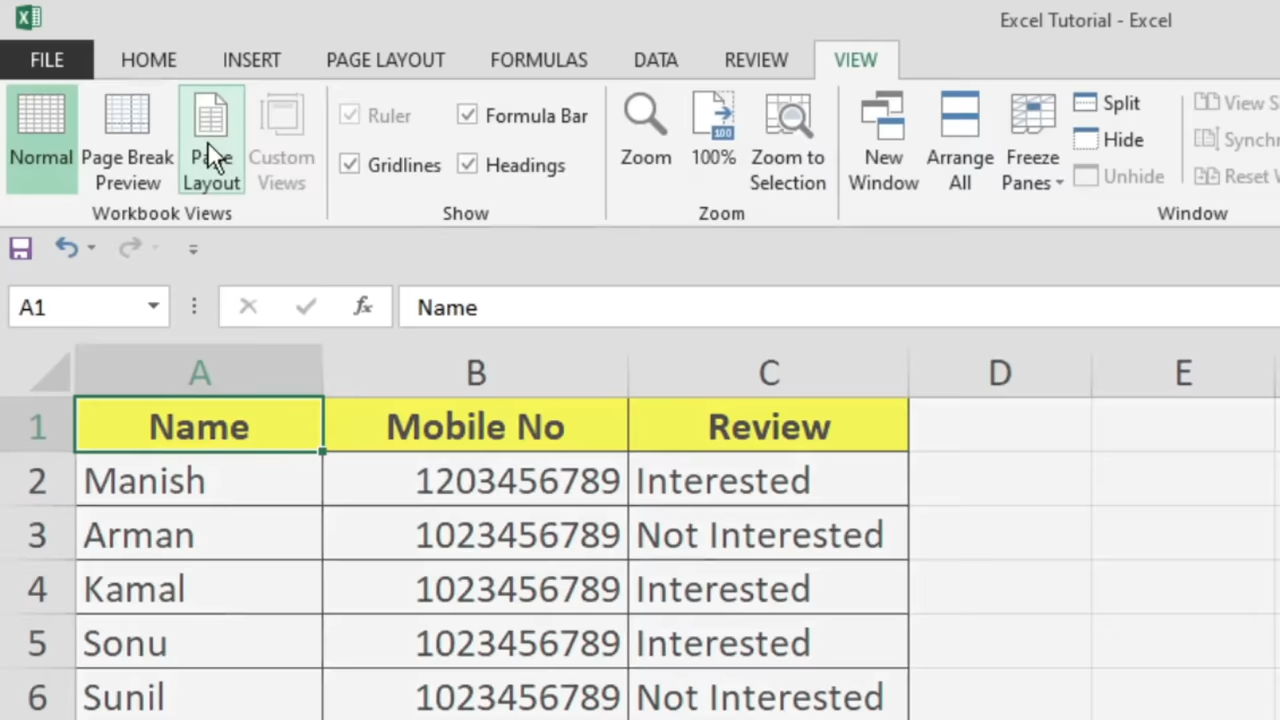 Excel Tutorial - Excel
FILE HOME INSERT PAGE LAYOUT FORMULAS DATA REVIEW VIEW
Normal
Page Break Preview
Page Layout
Custom Views
Workbook Views
Ruler
Formula Bar
Gridlines
Headings
Show
Zoom
100
100%
Zoom to Selection
Zoom
New Window
Arrange All
Freeze Panes
Split
Hide
Unhide
View S
Synchr
Reset W
Window
A1
fx
Name
A B C D E
1 Name Mobile No Review
2 Manish 1203456789 Interested
3 Arman 1023456789 Not Interested
4 Kamal 1023456789 Interested
5 Sonu 1023456789 Interested
6 Sunil 1023456789 Not Interested